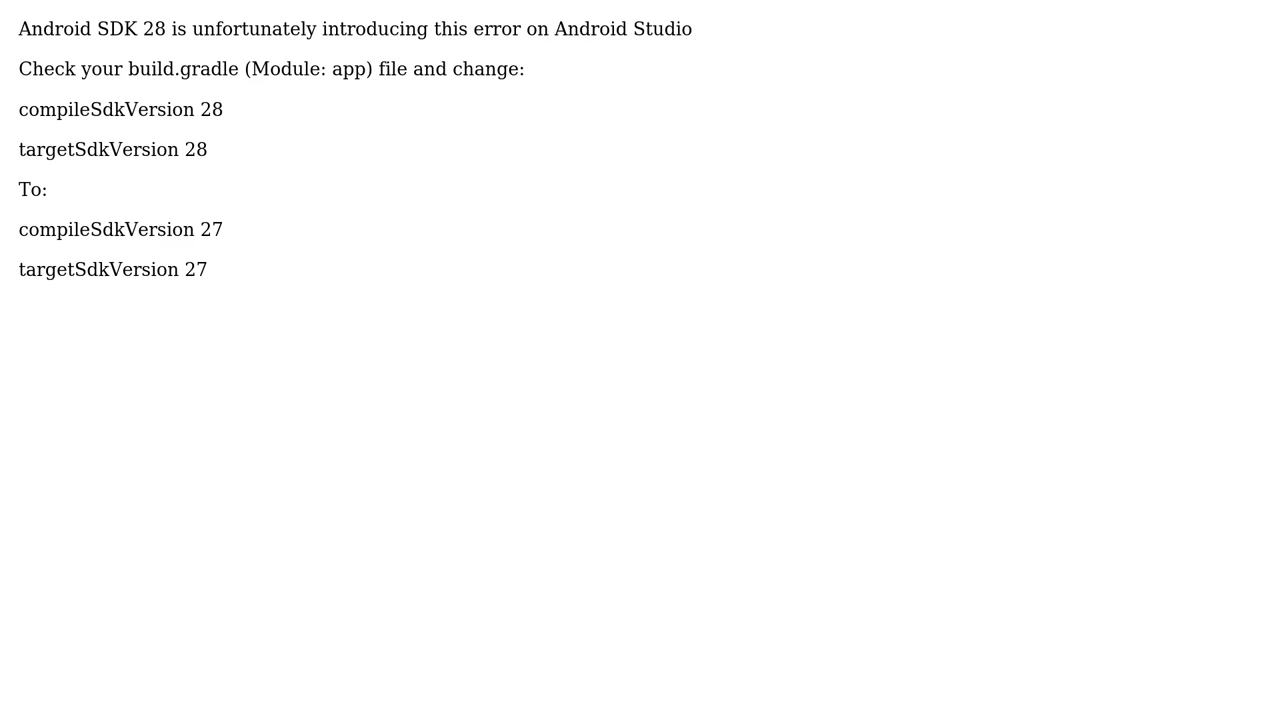 Android SDK 28 is unfortunately introducing this error on Android Studio
Check your build.gradle (Module: app) file and change:
compileSdkVersion 28
targetSdkVersion 28
To:
compileSdkVersion 27
targetSdkVersion 27